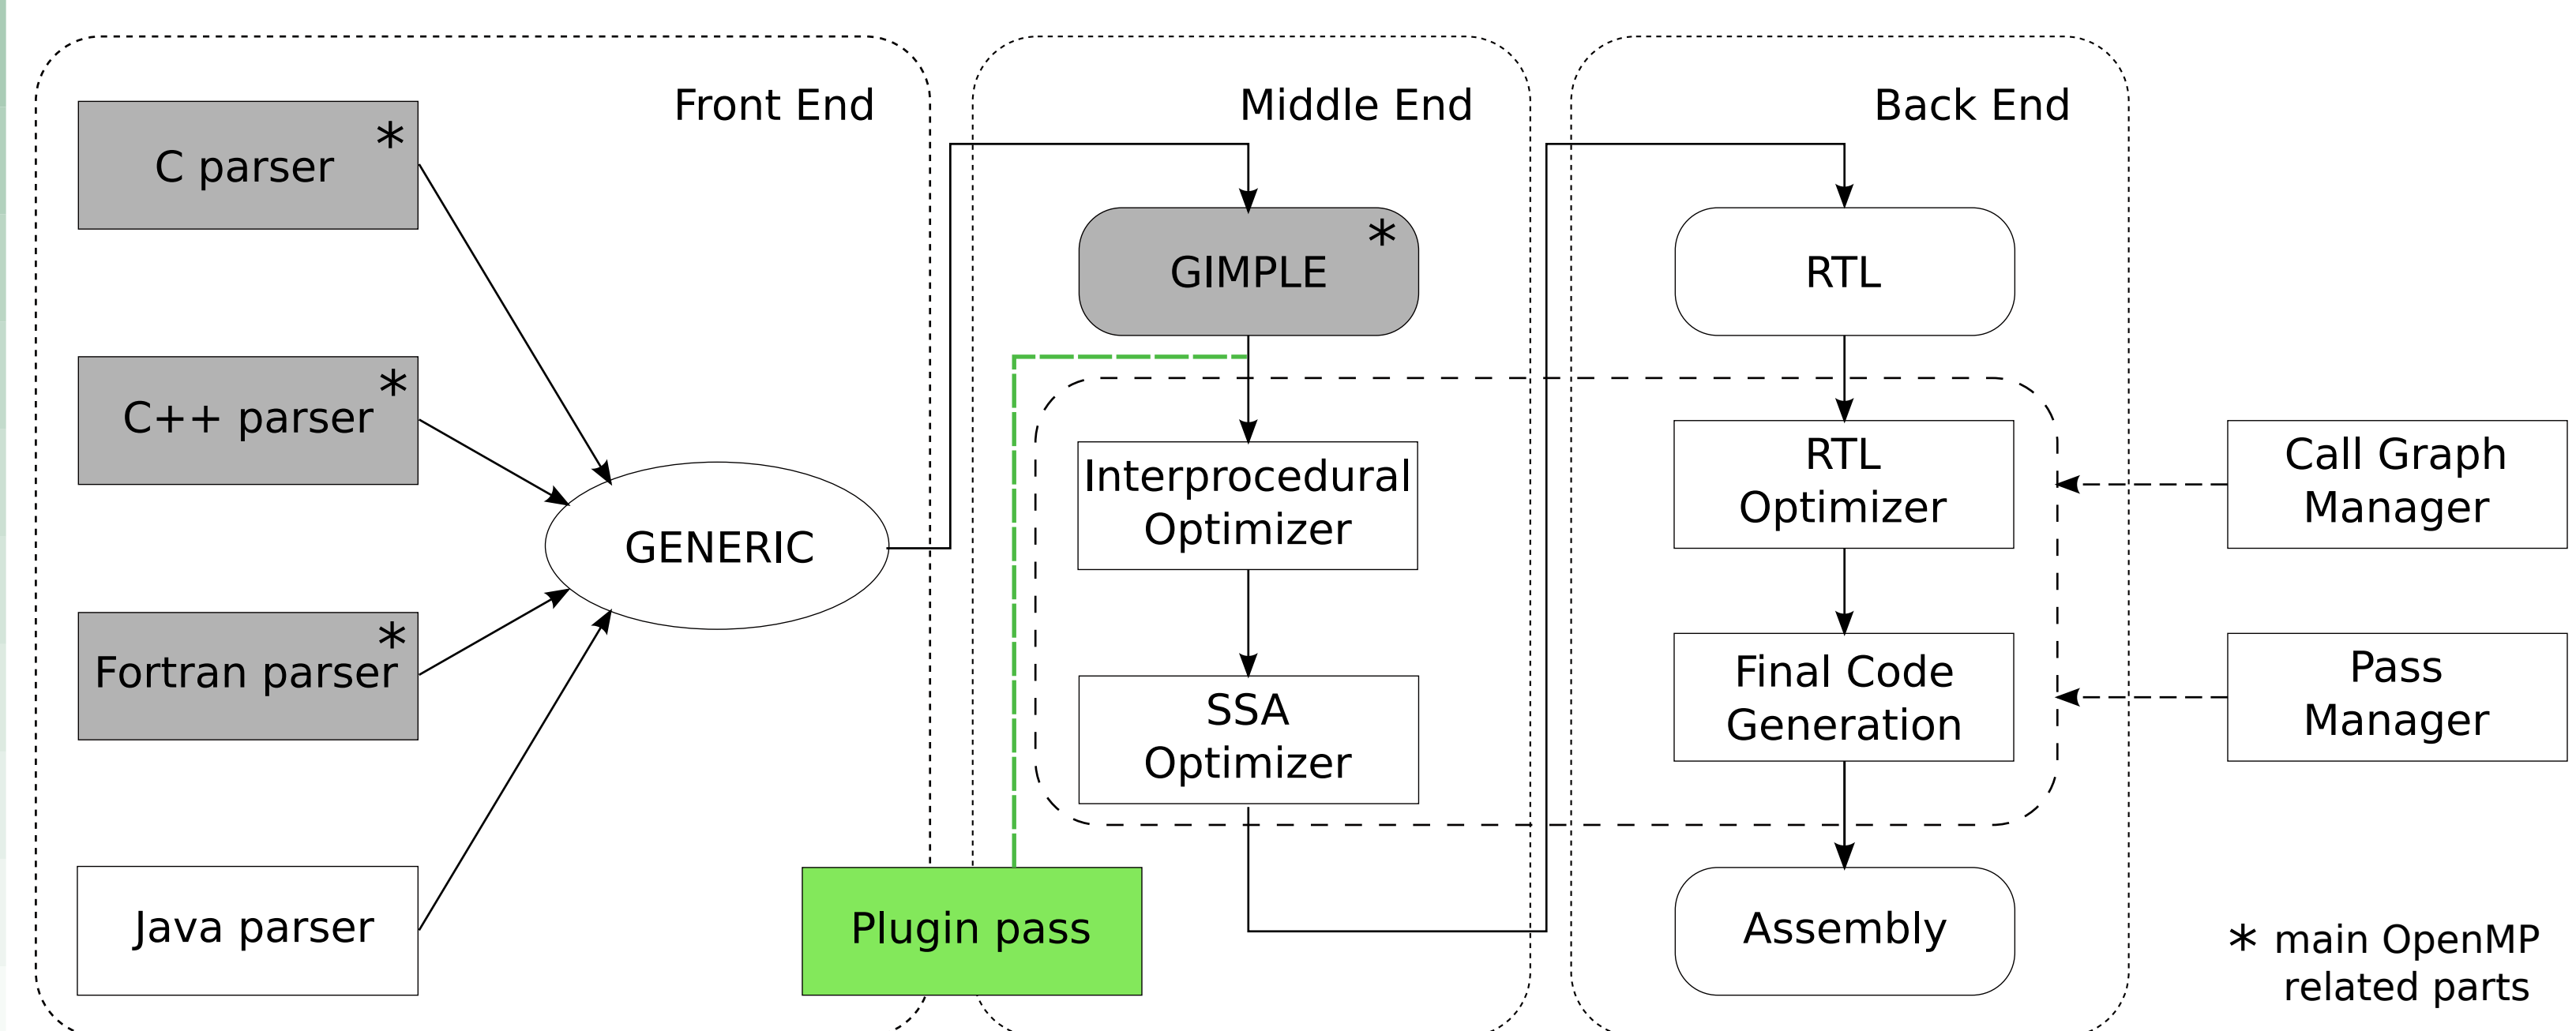 Front End
C parser *
C++ parser *
Fortran parser *
Java parser
GENERIC
Plugin pass
Middle End
GIMPLE *
Interprocedural
Optimizer
SSA
Optimizer
Back End
RTL
RTL
Optimizer
Final Code
Generation
Assembly
Call Graph
Manager
Pass
Manager
* main OpenMP
related parts